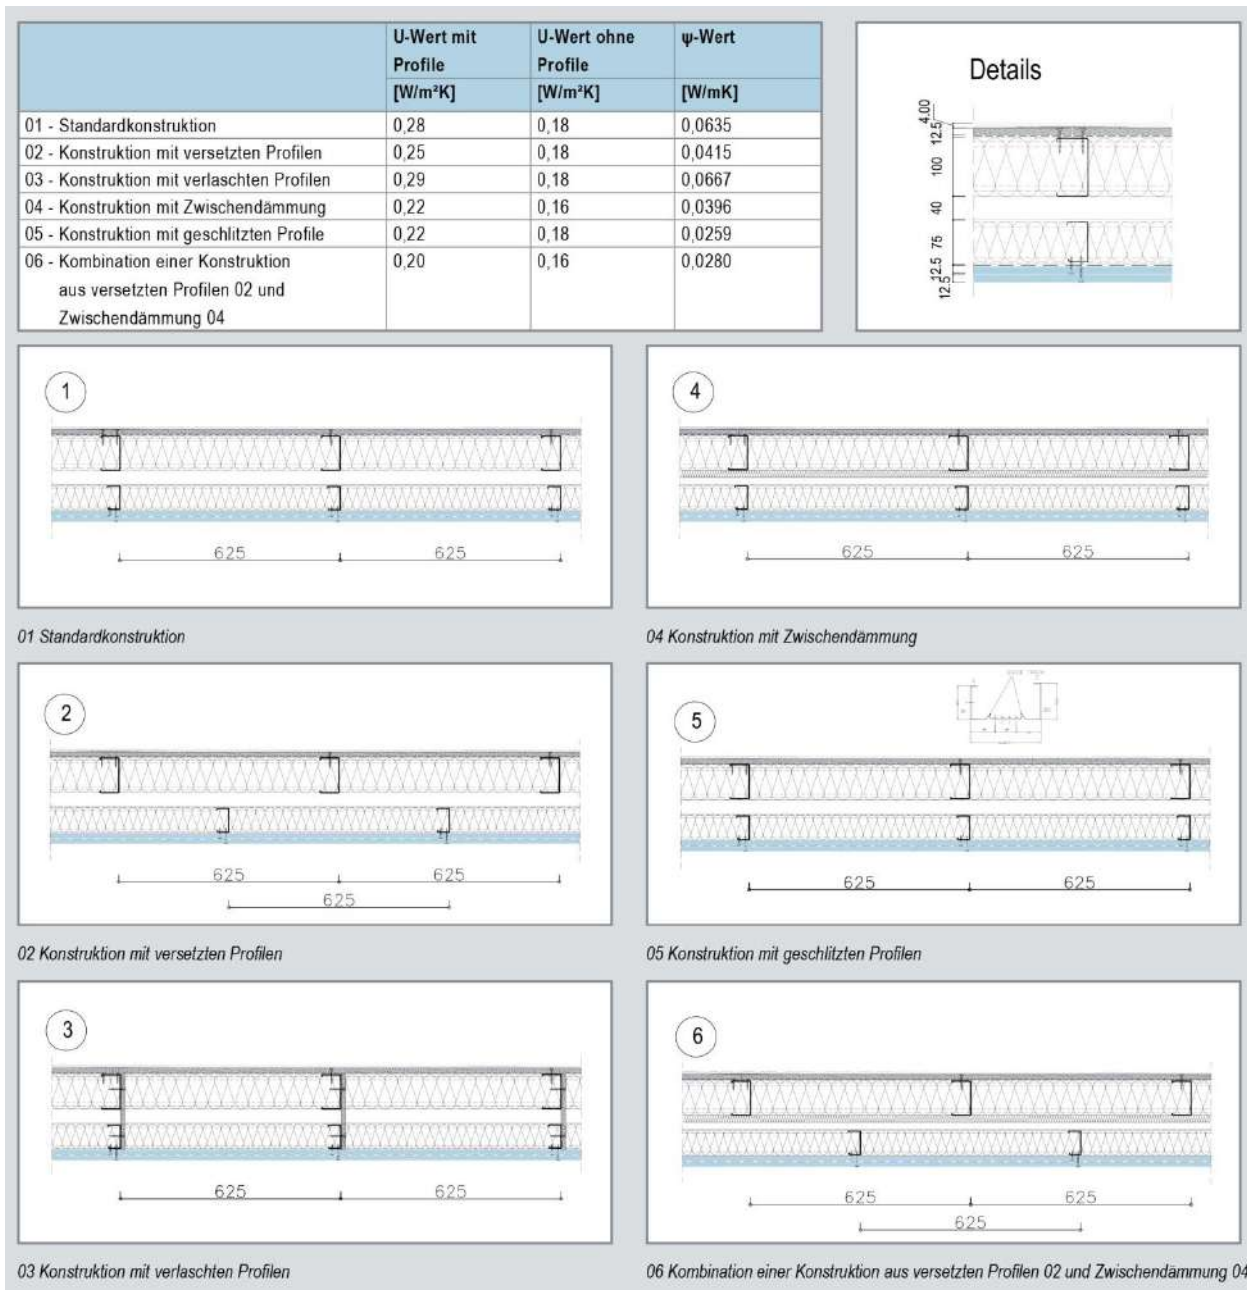 U-Wert mit Profile
U-Wert ohne Profile
ψ-Wert
[W/m²K]
[W/m²K]
[W/mK]
01 - Standardkonstruktion 0,28 0,18 0,0635
02 - Konstruktion mit versetzten Profilen 0,25 0,18 0,0415
03 - Konstruktion mit verlaschten Profilen 0,29 0,18 0,0667
04 - Konstruktion mit Zwischendämmung 0,22 0,16 0,0396
05 - Konstruktion mit geschlitzten Profile 0,22 0,18 0,0259
06 - Kombination einer Konstruktion 0,20 0,16 0,0280
aus versetzten Profilen 02 und
Zwischendämmung 04
Details
4.00
12.5
100
40
75
12.5
12.5
1
625 625
01 Standardkonstruktion
4
625 625
04 Konstruktion mit Zwischendämmung
2
625 625
625
02 Konstruktion mit versetzten Profilen
5
625 625
05 Konstruktion mit geschlitzten Profilen
3
625 625
03 Konstruktion mit verlaschten Profilen
6
625 625
625
06 Kombination einer Konstruktion aus versetzten Profilen 02 und Zwischendämmung 04